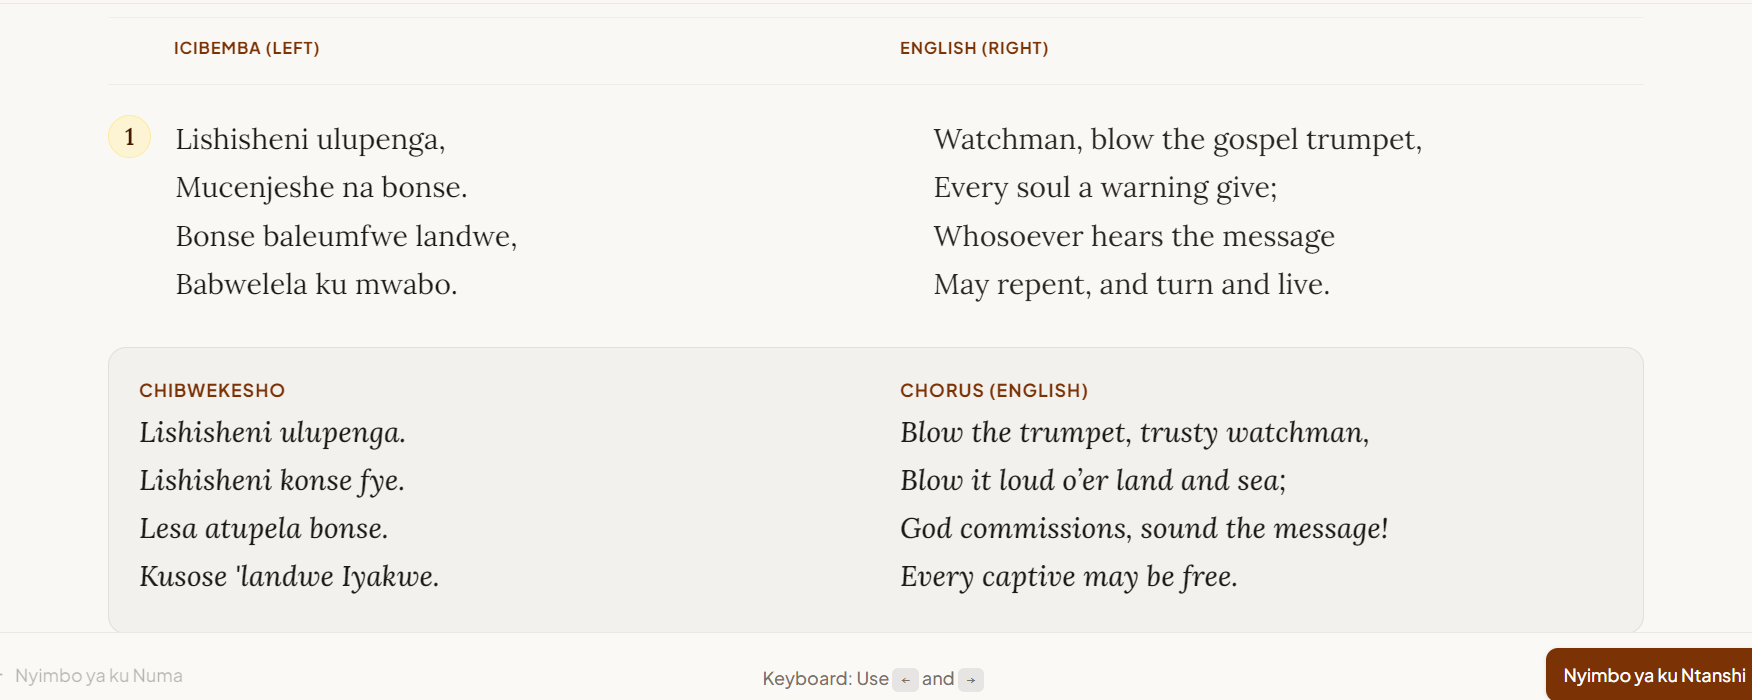 ICIBEMBA (LEFT)
ENGLISH (RIGHT)
1
Lishisheni ulupenga,
Mucenjeshe na bonse.
Bonse baleumfwe landwe,
Babwelela ku mwabo.
Watchman, blow the gospel trumpet,
Every soul a warning give;
Whosoever hears the message
May repent, and turn and live.
CHIBWEKESHO
Lishisheni ulupenga.
Lishisheni konse fye.
Lesa atupela bonse.
Kusose 'landwe Iyakwe.
CHORUS (ENGLISH)
Blow the trumpet, trusty watchman,
Blow it loud o’er land and sea;
God commissions, sound the message!
Every captive may be free.
Nyimbo ya ku Numa
Keyboard: Use ← and →
Nyimbo ya ku Ntanshi